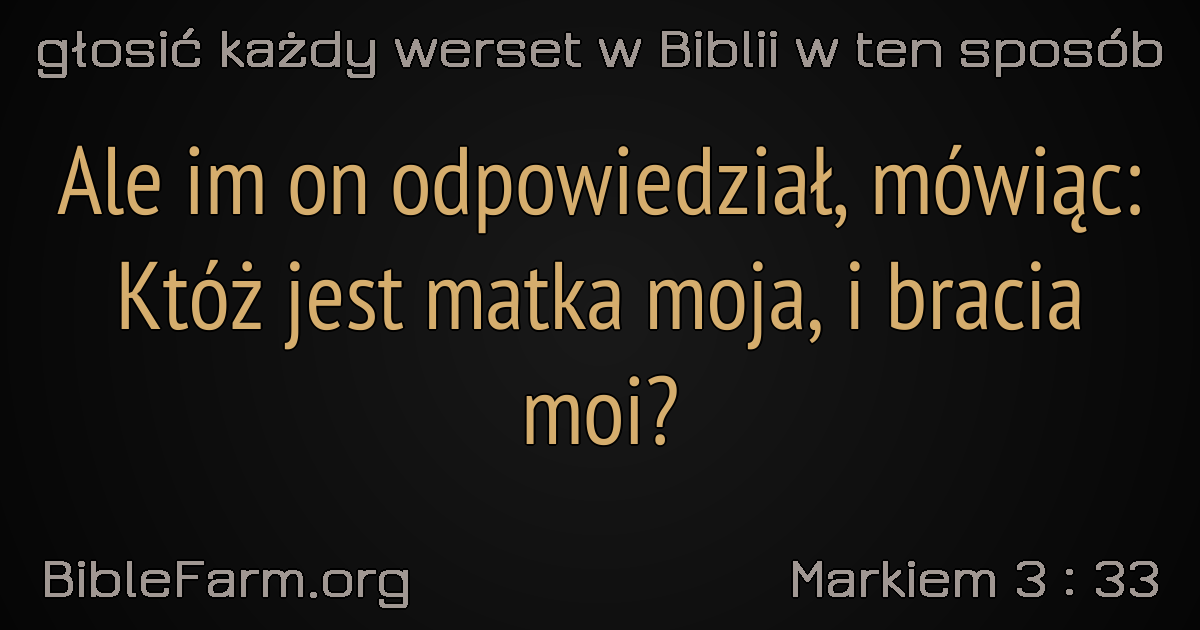 głosić każdy werset w Biblii w ten sposób
Ale im on odpowiedział, mówiąc:
Któż jest matka moja, i bracia
moi?
BibleFarm.org
Markiem 3 : 33